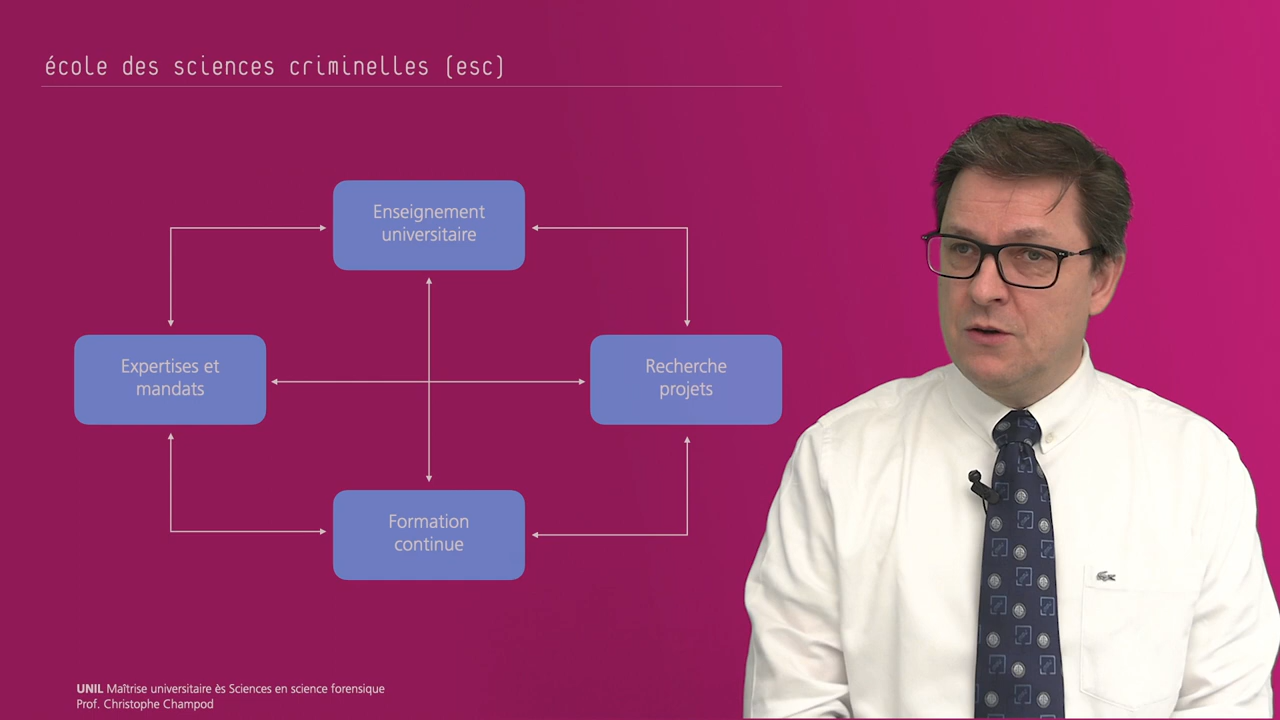 école des sciences criminelles (esc)
Enseignement
universitaire
Expertises et
mandats
Recherche
projets
Formation
continue
UNIL Maîtrise universitaire ès Sciences en science forensique
Prof. Christophe Champod